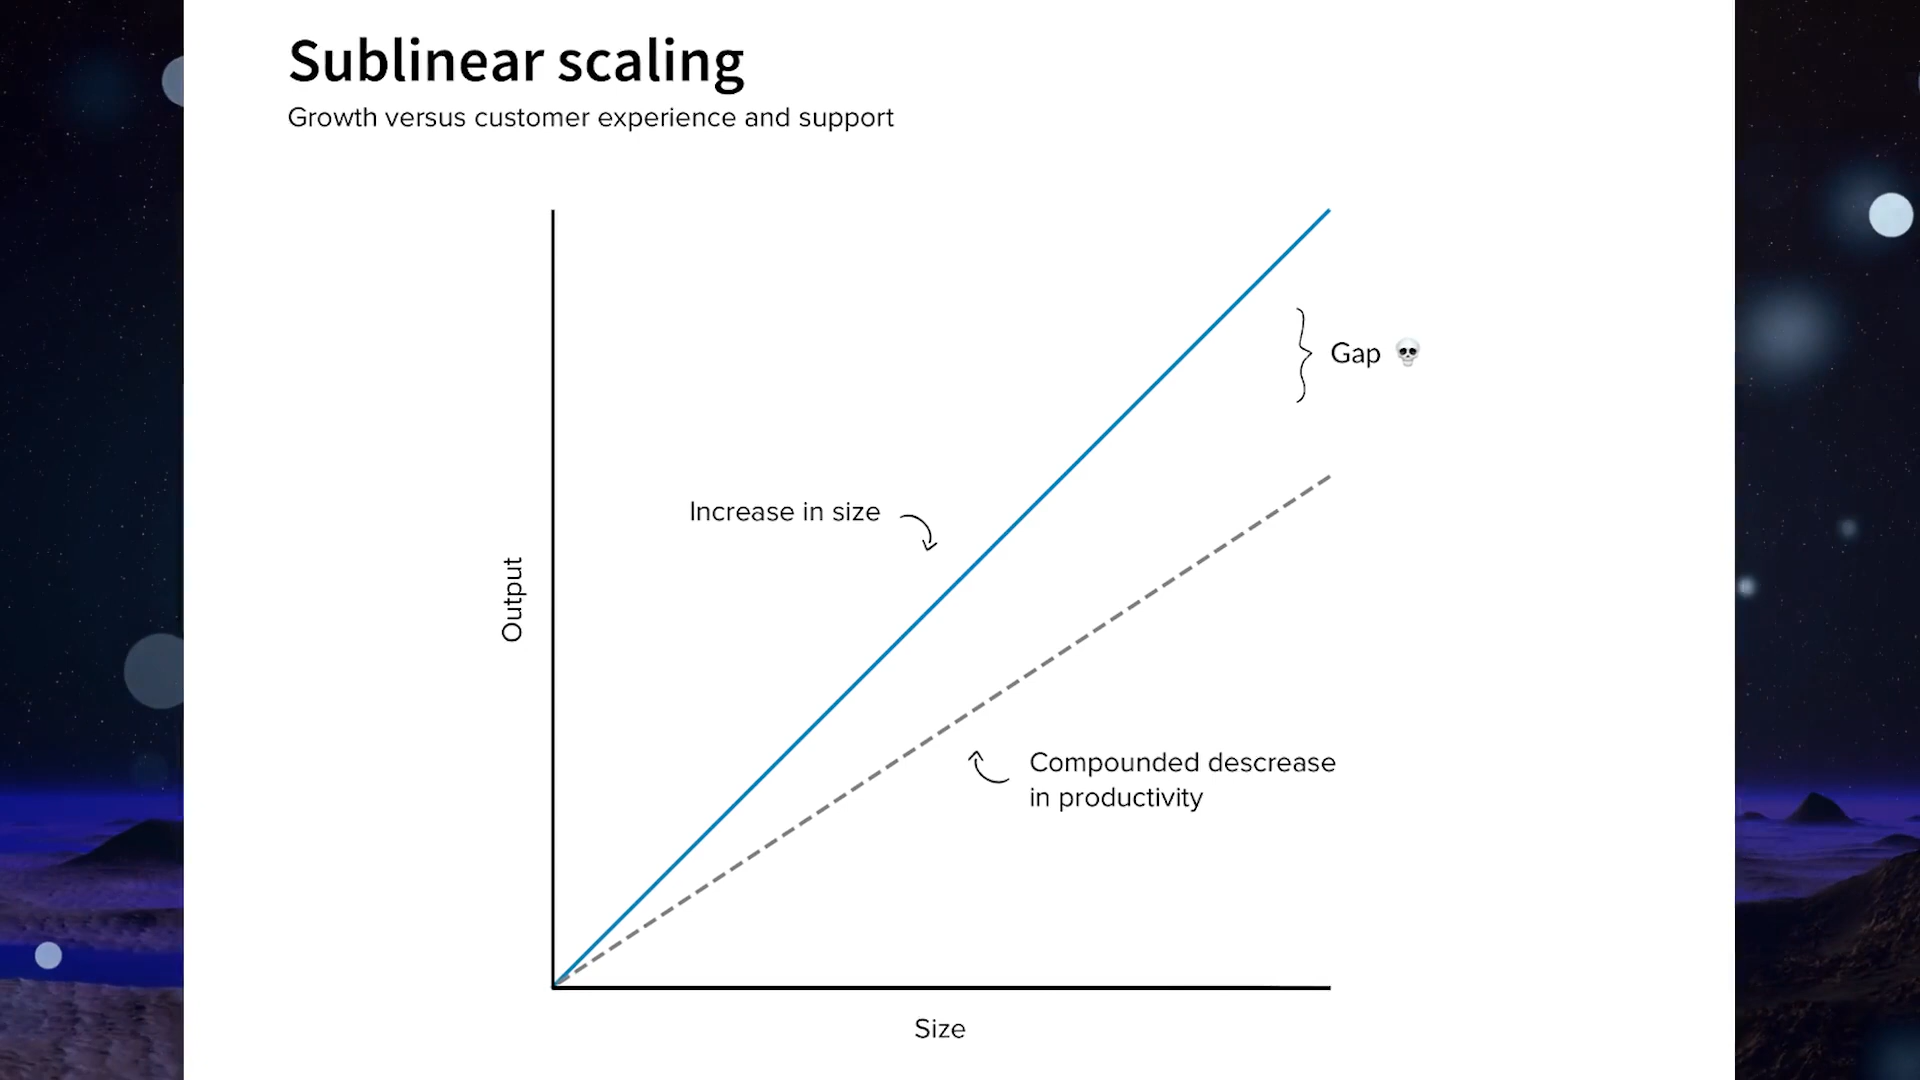 Sublinear scaling
Growth versus customer experience and support
Gap 💀
Increase in size
Output
Compounded descrease
in productivity
Size